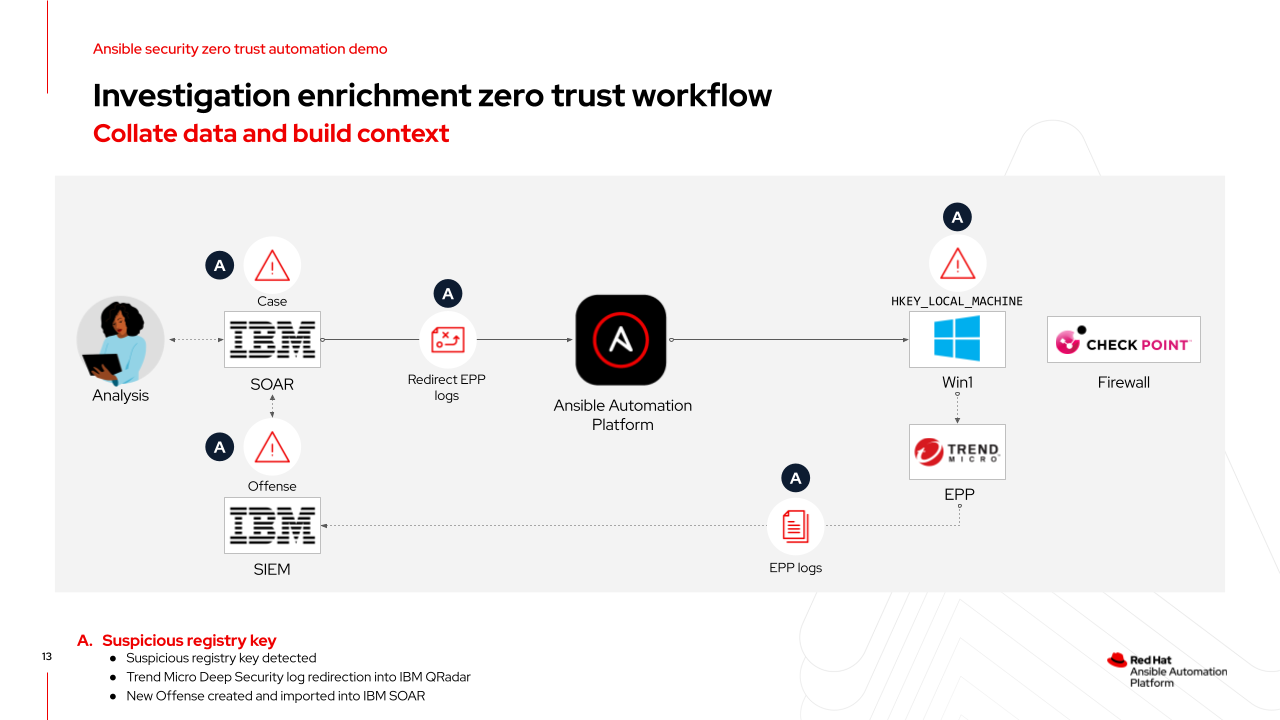 Ansible security zero trust automation demo
Investigation enrichment zero trust workflow
Collate data and build context
A
A
Case
A
HKEY_LOCAL_MACHINE
IBM
CHECK POINT
Redirect EPP
logs
Analysis
SOAR
Ansible Automation
Platform
Win1
Firewall
A
Offense
A
TREND
MICRO
EPP
IBM
SIEM
EPP logs
A. Suspicious registry key
● Suspicious registry key detected
● Trend Micro Deep Security log redirection into IBM QRadar
● New Offense created and imported into IBM SOAR
13
Red Hat
Ansible Automation
Platform